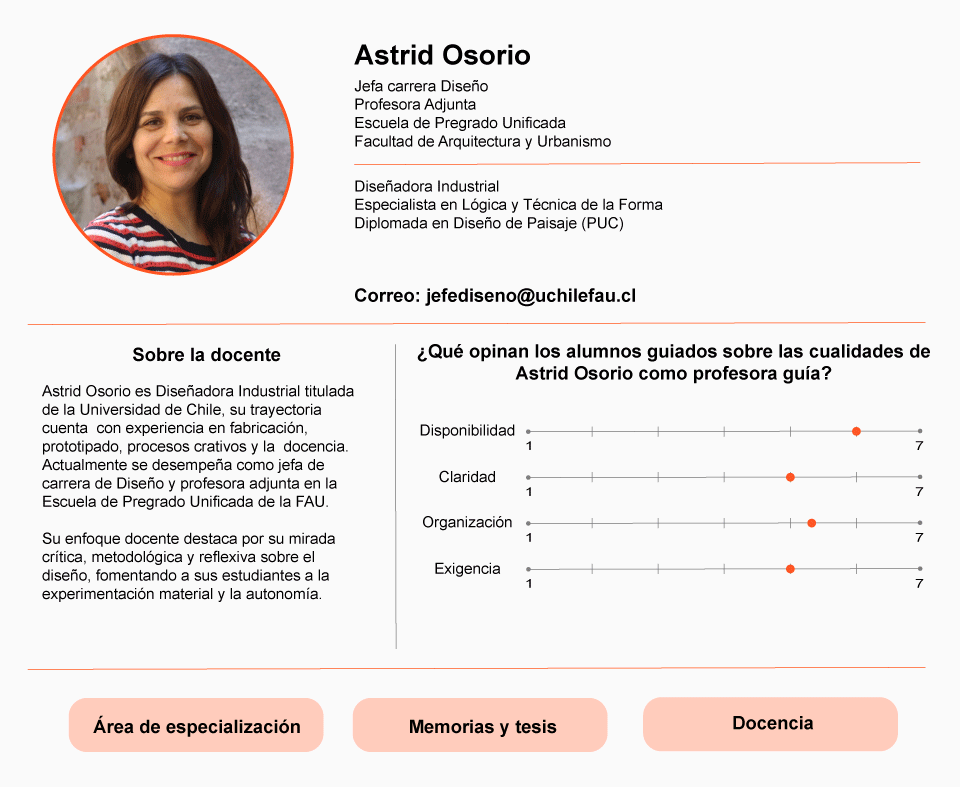 Astrid Osorio
Jefa carrera Diseño
Profesora Adjunta
Escuela de Pregrado Unificada
Facultad de Arquitectura y Urbanismo
Diseñadora Industrial
Especialista en Lógica y Técnica de la Forma
Diplomada en Diseño de Paisaje (PUC)
Correo: jefediseno@uchilefau.cl
Sobre la docente
Astrid Osorio es Diseñadora Industrial titulada
de la Universidad de Chile, su trayectoria
cuenta  con experiencia en fabricación,
prototipado, procesos crativos y la  docencia.
Actualmente se desempeña como jefa de
carrera de Diseño y profesora adjunta en la
Escuela de Pregrado Unificada de la FAU.
Su enfoque docente destaca por su mirada
crítica, metodológica y reflexiva sobre el
diseño, fomentando a sus estudiantes a la
experimentación material y la autonomía.
¿Qué opinan los alumnos guiados sobre las cualidades de
Astrid Osorio como profesora guía?
Disponibilidad
1 7
Claridad
1 7
Organización
1 7
Exigencia
1 7
Área de especialización
Memorias y tesis
Docencia